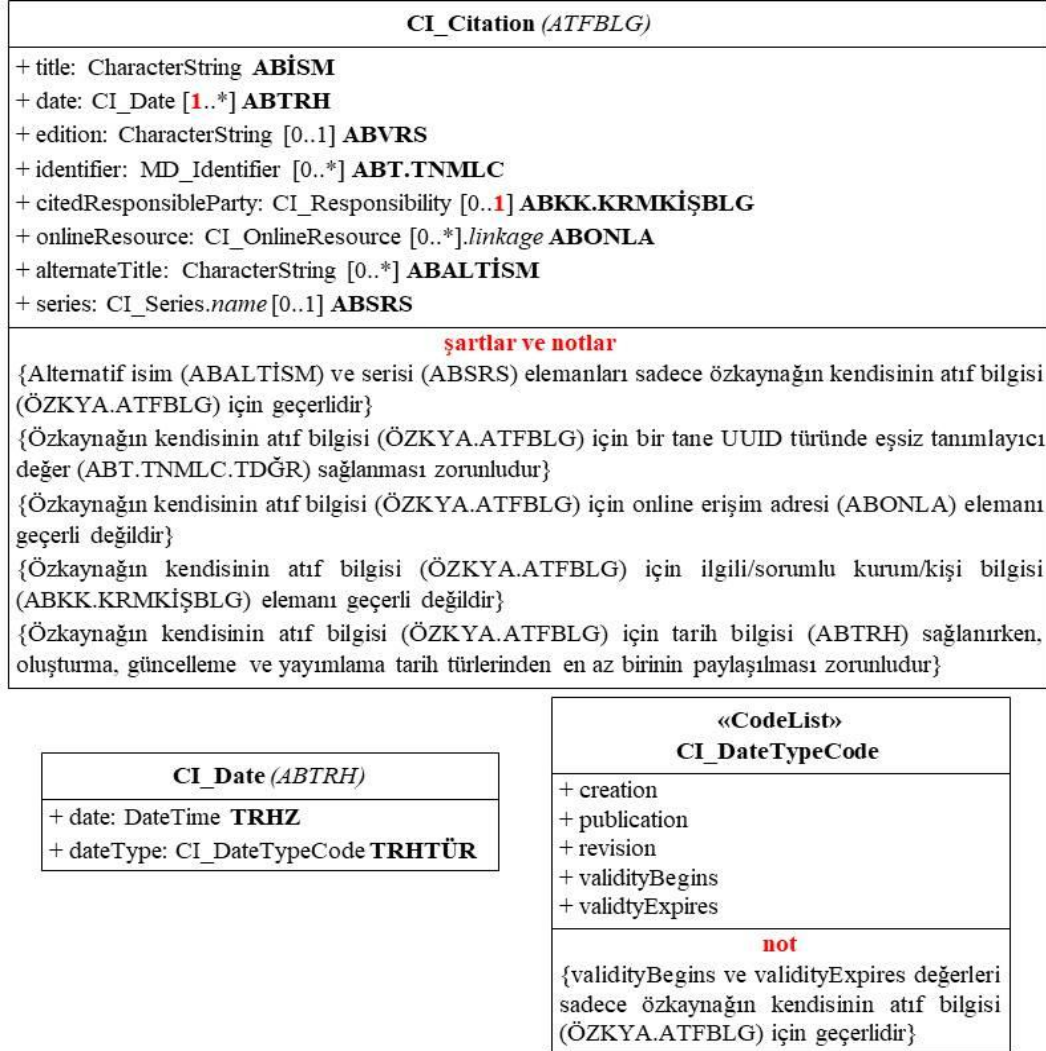 CI_Citation (ATFBLG)
+ title: CharacterString ABİSM
+ date: CI_Date [1..*] ABTRH
+ edition: CharacterString [0..1] ABVRS
+ identifier: MD_Identifier [0..*] ABT.TNMLC
+ citedResponsibleParty: CI_Responsibility [0..1] ABKK.KRMKİŞBLG
+ onlineResource: CI_OnlineResource [0..*].linkage ABONLA
+ alternateTitle: CharacterString [0..*] ABALTİSM
+ series: CI_Series.name [0..1] ABSRS
şartlar ve notlar
{Alternatif isim (ABALTİSM) ve serisi (ABSRS) elemanları sadece özkaynağın kendisinin atıf bilgisi
(ÖZKYA.ATFBLG) için geçerlidir}
{Özkaynağın kendisinin atıf bilgisi (ÖZKYA.ATFBLG) için bir tane UUID türünde eşsiz tanımlayıcı
değer (ABT.TNMLC.TDĞR) sağlanması zorunludur}
{Özkaynağın kendisinin atıf bilgisi (ÖZKYA.ATFBLG) için online erişim adresi (ABONLA) elemanı
geçerli değildir}
{Özkaynağın kendisinin atıf bilgisi (ÖZKYA.ATFBLG) için ilgili/sorumlu kurum/kişi bilgisi
(ABKK.KRMKİŞBLG) elemanı geçerli değildir}
{Özkaynağın kendisinin atıf bilgisi (ÖZKYA.ATFBLG) için tarih bilgisi (ABTRH) sağlanırken,
oluşturma, güncelleme ve yayımlama tarih türlerinden en az birinin paylaşılması zorunludur}
CI_Date (ABTRH)
+ date: DateTime TRHZ
+ dateType: CI_DateTypeCode TRHTÜR
«CodeList»
CI_DateTypeCode
+ creation
+ publication
+ revision
+ validityBegins
+ validtyExpires
not
{validityBegins ve validityExpires değerleri
sadece özkaynağın kendisinin atıf bilgisi
(ÖZKYA.ATFBLG) için geçerlidir}